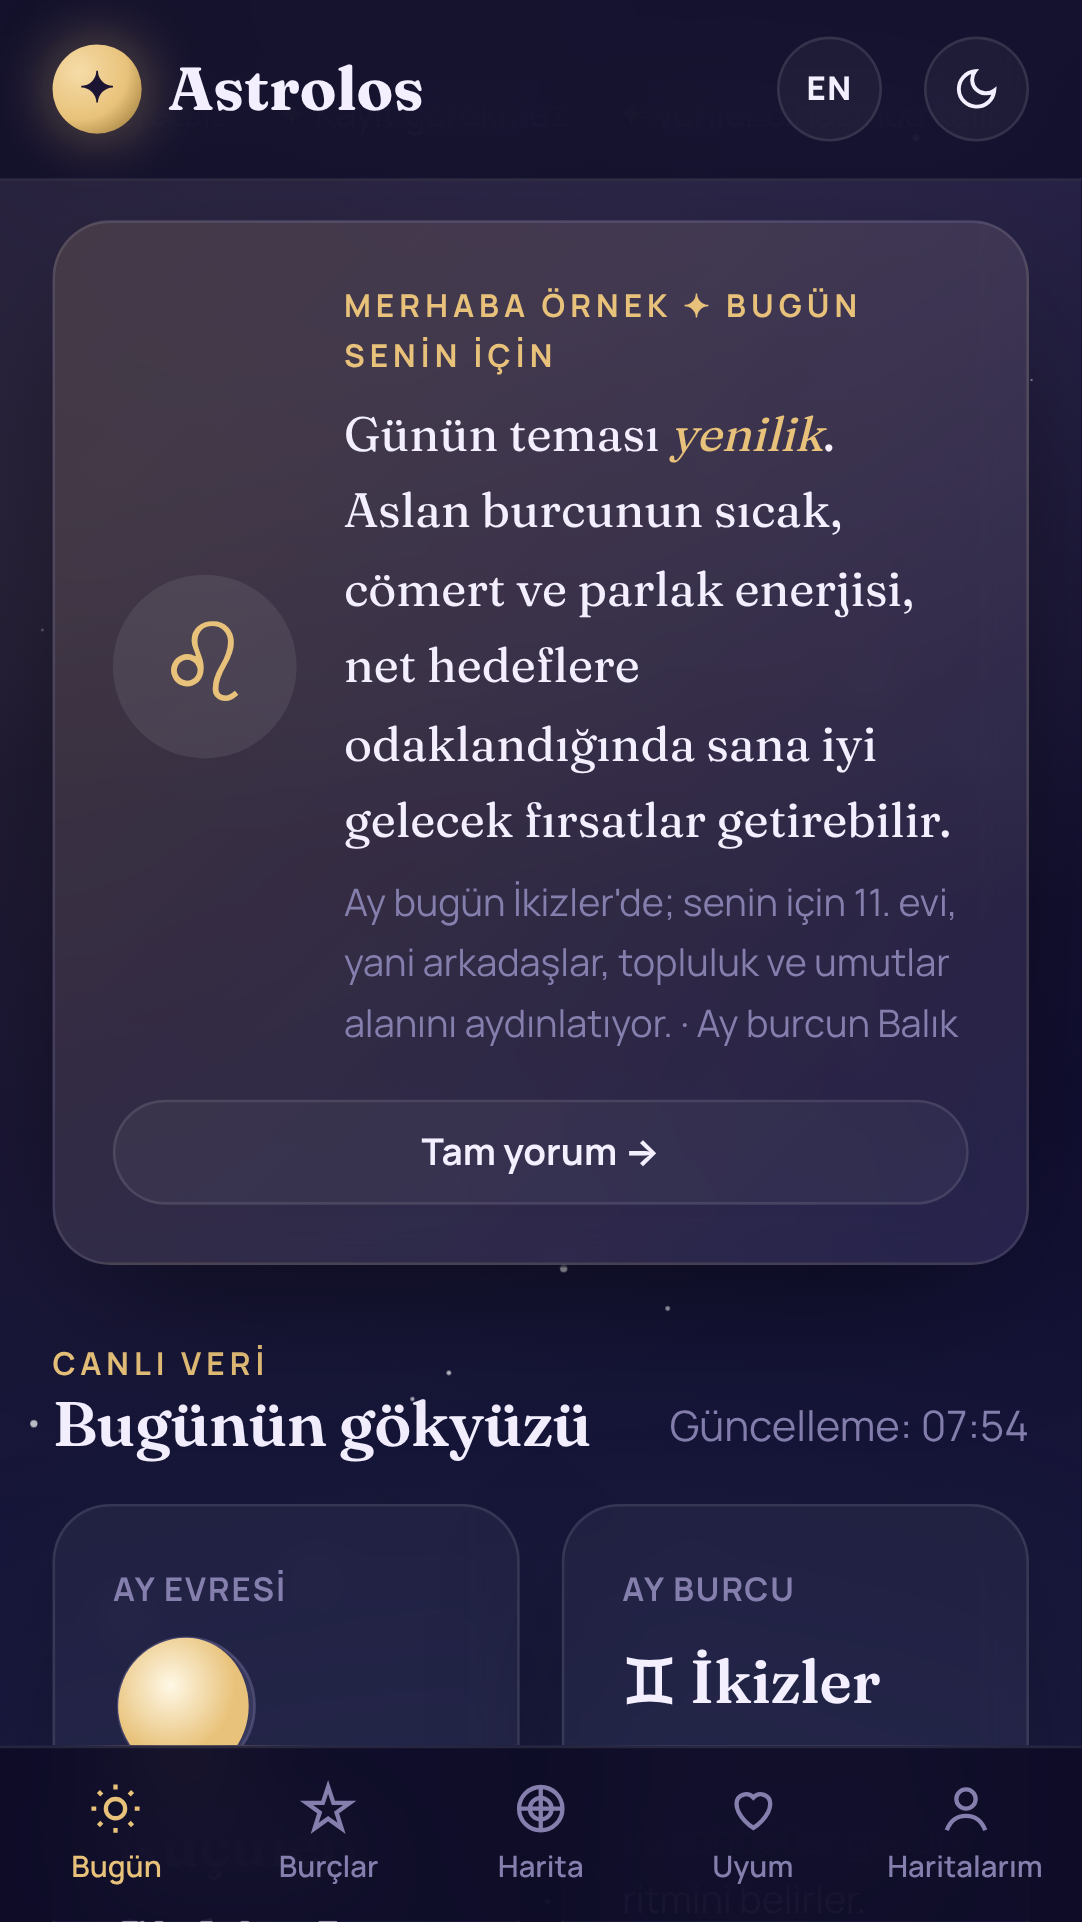 Astrolos
EN
MERHABA ÖRNEK ✦ BUGÜN
SENİN İÇİN
Günün teması yenilik.
Aslan burcunun sıcak,
cömert ve parlak enerjisi,
net hedeflere
odaklandığında sana iyi
gelecek fırsatlar getirebilir.
Ay bugün İkizler'de; senin için 11. evi,
yani arkadaşlar, topluluk ve umutlar
alanını aydınlatıyor. · Ay burcun Balık
Tam yorum →
CANLI VERİ
Bugünün gökyüzü
Güncelleme: 07:54
AY EVRESİ
AY BURCU
♊ İkizler
ritmini belirler.
Bugün
Burçlar
Harita
Uyum
Haritalarım